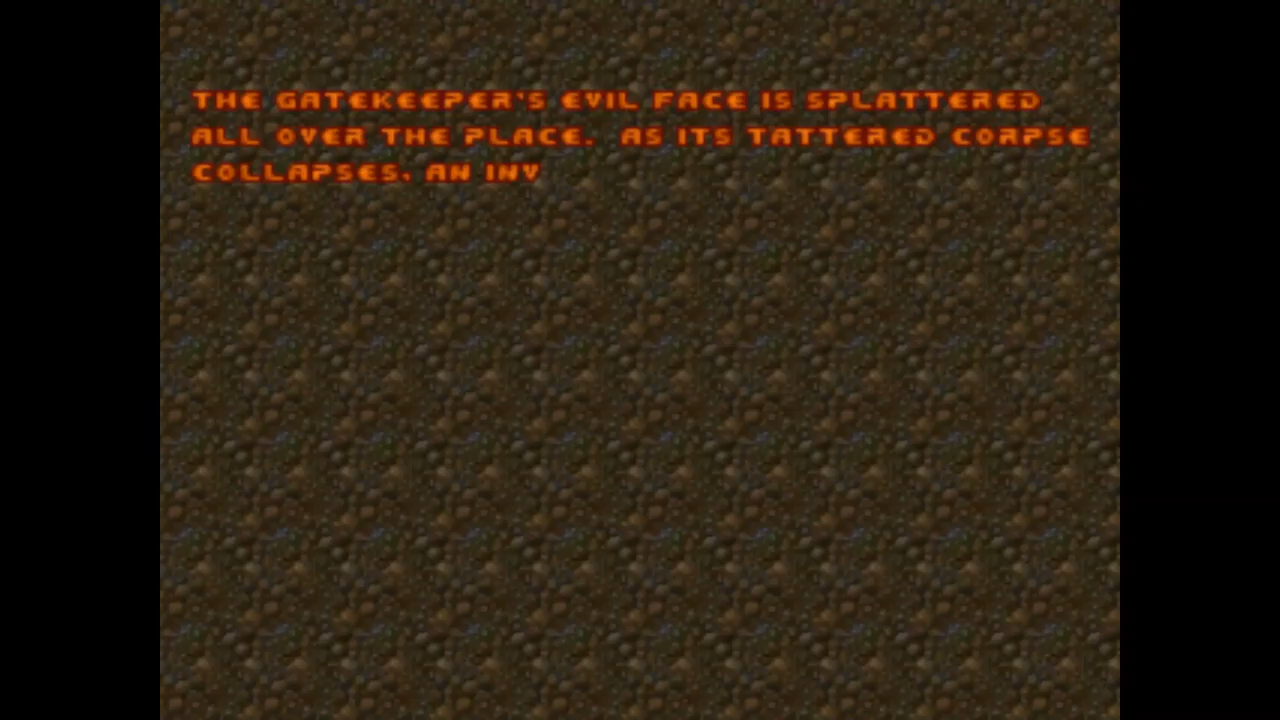 THE GATEKEEPER'S EVIL FACE IS SPLATTERED
ALL OVER THE PLACE.  AS ITS TATTERED CORPSE
COLLAPSES, AN INV